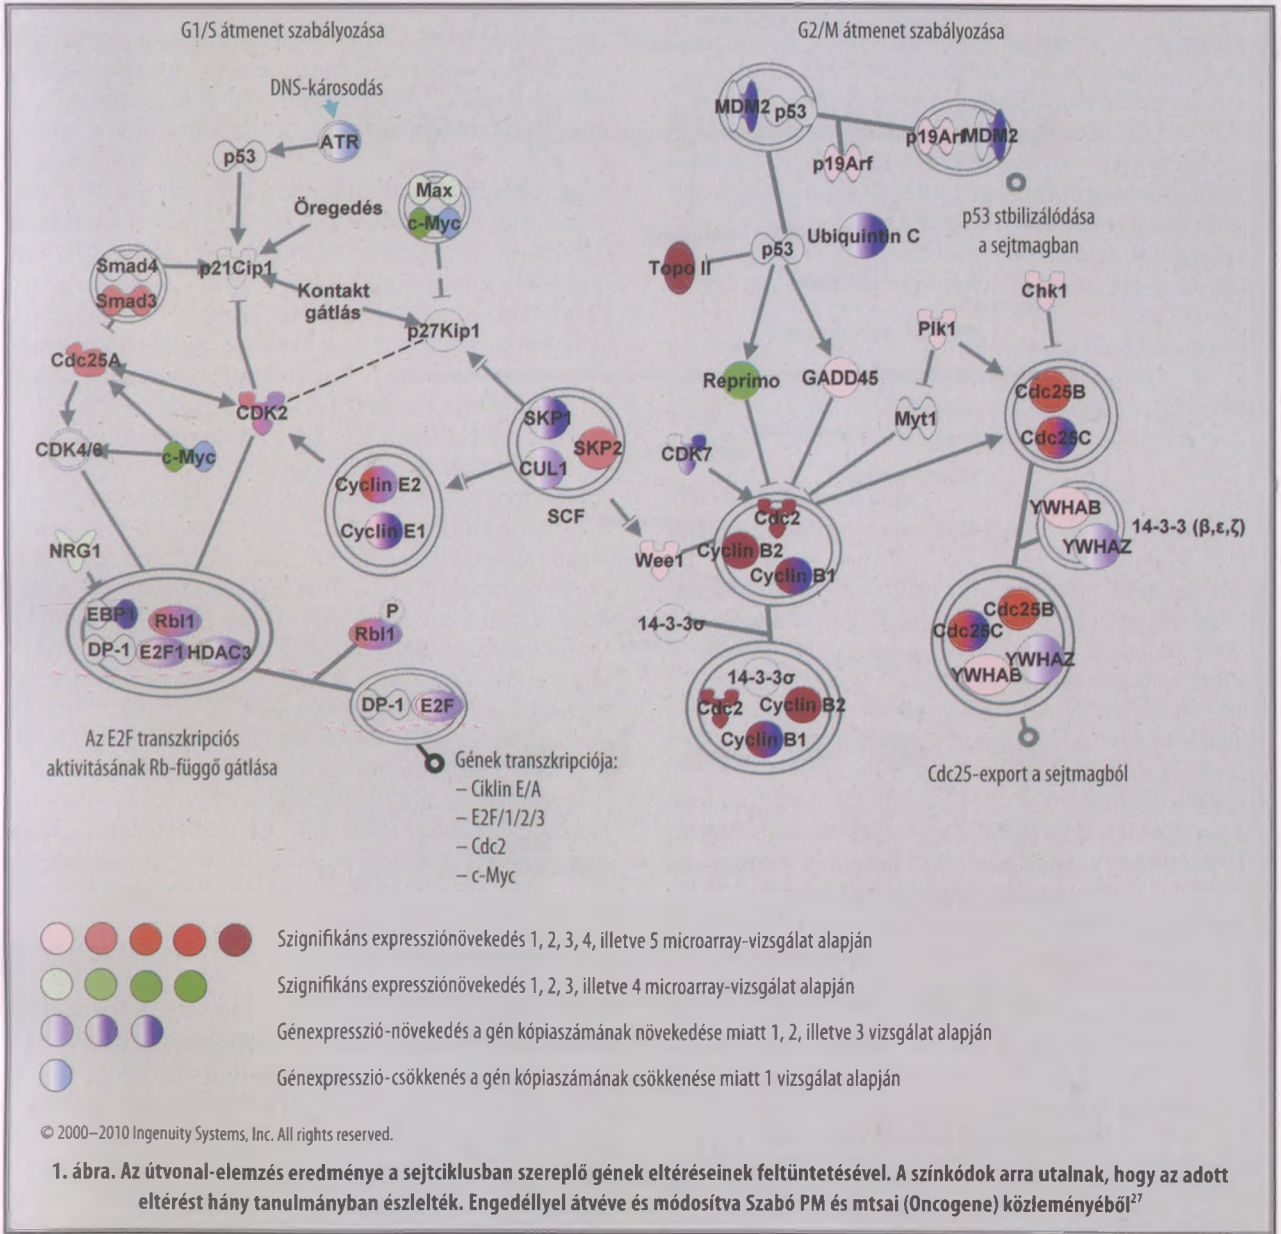 G1/S átmenet szabályozása
DNS-károsodás
ATR
p53
Max
c-Myc
Öregedés
Smad4
Smad3
p21Cip1
Kontakt
gátlás
p27Kip1
Cdc25A
CDK2
CDK4/6
c-Myc
SKP1
SKP2
CUL1
SCF
Cyclin E2
Cyclin E1
NRG1
EBP1
Rbl1
DP-1
E2F1
HDAC3
P
Rbl1
DP-1
E2F
Az E2F transzkripciós
aktivitásának Rb-függő gátlása
Gének transzkripciója:
– Ciklin E/A
– E2F/1/2/3
– Cdc2
– c-Myc
G2/M átmenet szabályozása
MDM2
p53
p19Arf
p19Arf
MDM2
p53 stbilizálódása
a sejtmagban
Ubiquintin C
p53
Topo II
Chk1
Plk1
Reprimo
GADD45
Myt1
Cdc25B
Cdc25C
CDK7
Cdc2
Cyclin B2
Cyclin B1
Wee1
YWHAB
YWHAZ
14-3-3 (β,ε,ζ)
14-3-3σ
14-3-3σ
Cdc2
Cyclin B2
Cyclin B1
Cdc25B
Cdc25C
YWHAZ
YWHAB
Cdc25-export a sejtmagból
Szignifikáns expressziónövekedés 1, 2, 3, 4, illetve 5 microarray-vizsgálat alapján
Szignifikáns expressziónövekedés 1, 2, 3, illetve 4 microarray-vizsgálat alapján
Génexpresszió-növekedés a gén kópiaszámának növekedése miatt 1, 2, illetve 3 vizsgálat alapján
Génexpresszió-csökkenés a gén kópiaszámának csökkenése miatt 1 vizsgálat alapján
© 2000–2010 Ingenuity Systems, Inc. All rights reserved.
1. ábra. Az útvonal-elemzés eredménye a sejtciklusban szereplő gének eltéréseinek feltüntetésével. A színkódok arra utalnak, hogy az adott
eltérést hány tanulmányban észlelték. Engedéllyel átvéve és módosítva Szabó PM és mtsai (Oncogene) közleményéből27